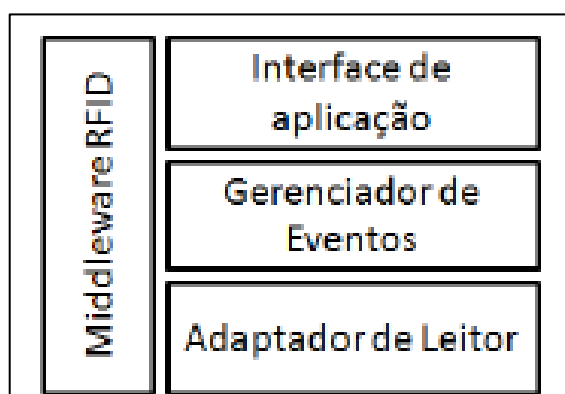 Middleware RFID
Interface de
aplicação
Gerenciador de
Eventos
Adaptador de Leitor